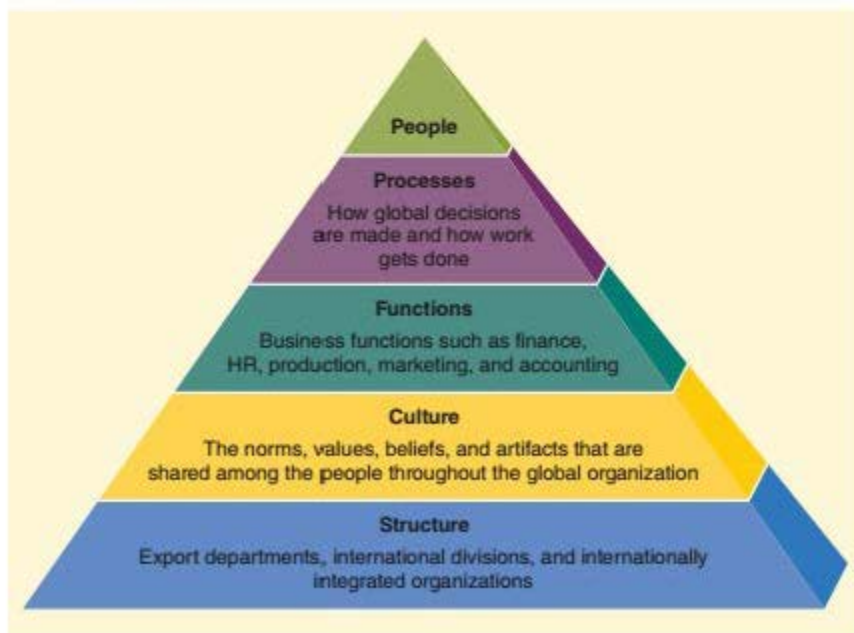 People
Processes
How global decisions
are made and how work
gets done
Functions
Business functions such as finance,
HR, production, marketing, and accounting
Culture
The norms, values, beliefs, and artifacts that are
shared among the people throughout the global organization
Structure
Export departments, international divisions, and internationally
integrated organizations